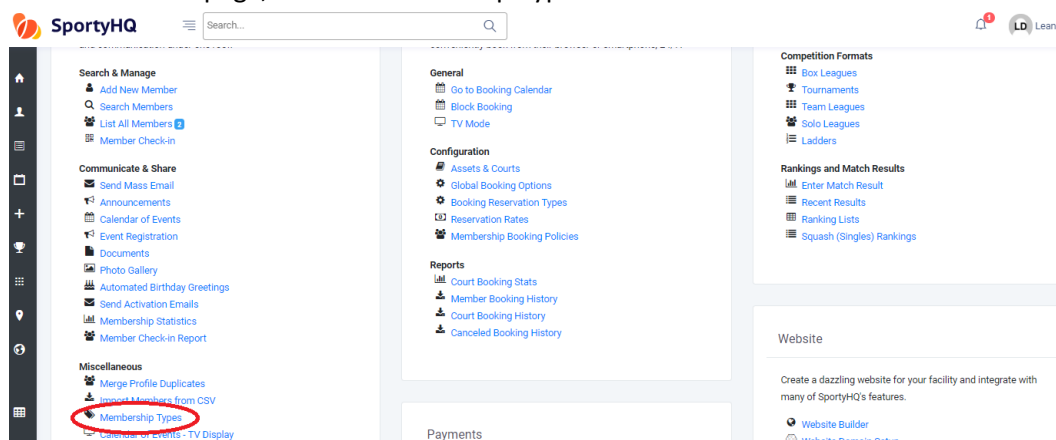 SportyHQ
Search...
1
LD Lean
Search & Manage
Add New Member
Search Members
List All Members 2
Member Check-in
Communicate & Share
Send Mass Email
Announcements
Calendar of Events
Event Registration
Documents
Photo Gallery
Automated Birthday Greetings
Send Activation Emails
Membership Statistics
Member Check-in Report
Miscellaneous
Merge Profile Duplicates
Import Members from CSV
Membership Types
Calendar of Events - TV Display
General
Go to Booking Calendar
Block Booking
TV Mode
Configuration
Assets & Courts
Global Booking Options
Booking Reservation Types
Reservation Rates
Membership Booking Policies
Reports
Court Booking Stats
Member Booking History
Court Booking History
Canceled Booking History
Payments
Competition Formats
Box Leagues
Tournaments
Team Leagues
Solo Leagues
Ladders
Rankings and Match Results
Enter Match Result
Recent Results
Ranking Lists
Squash (Singles) Rankings
Website
Create a dazzling website for your facility and integrate with
many of SportyHQ's features.
Website Builder
Website Domain Setup